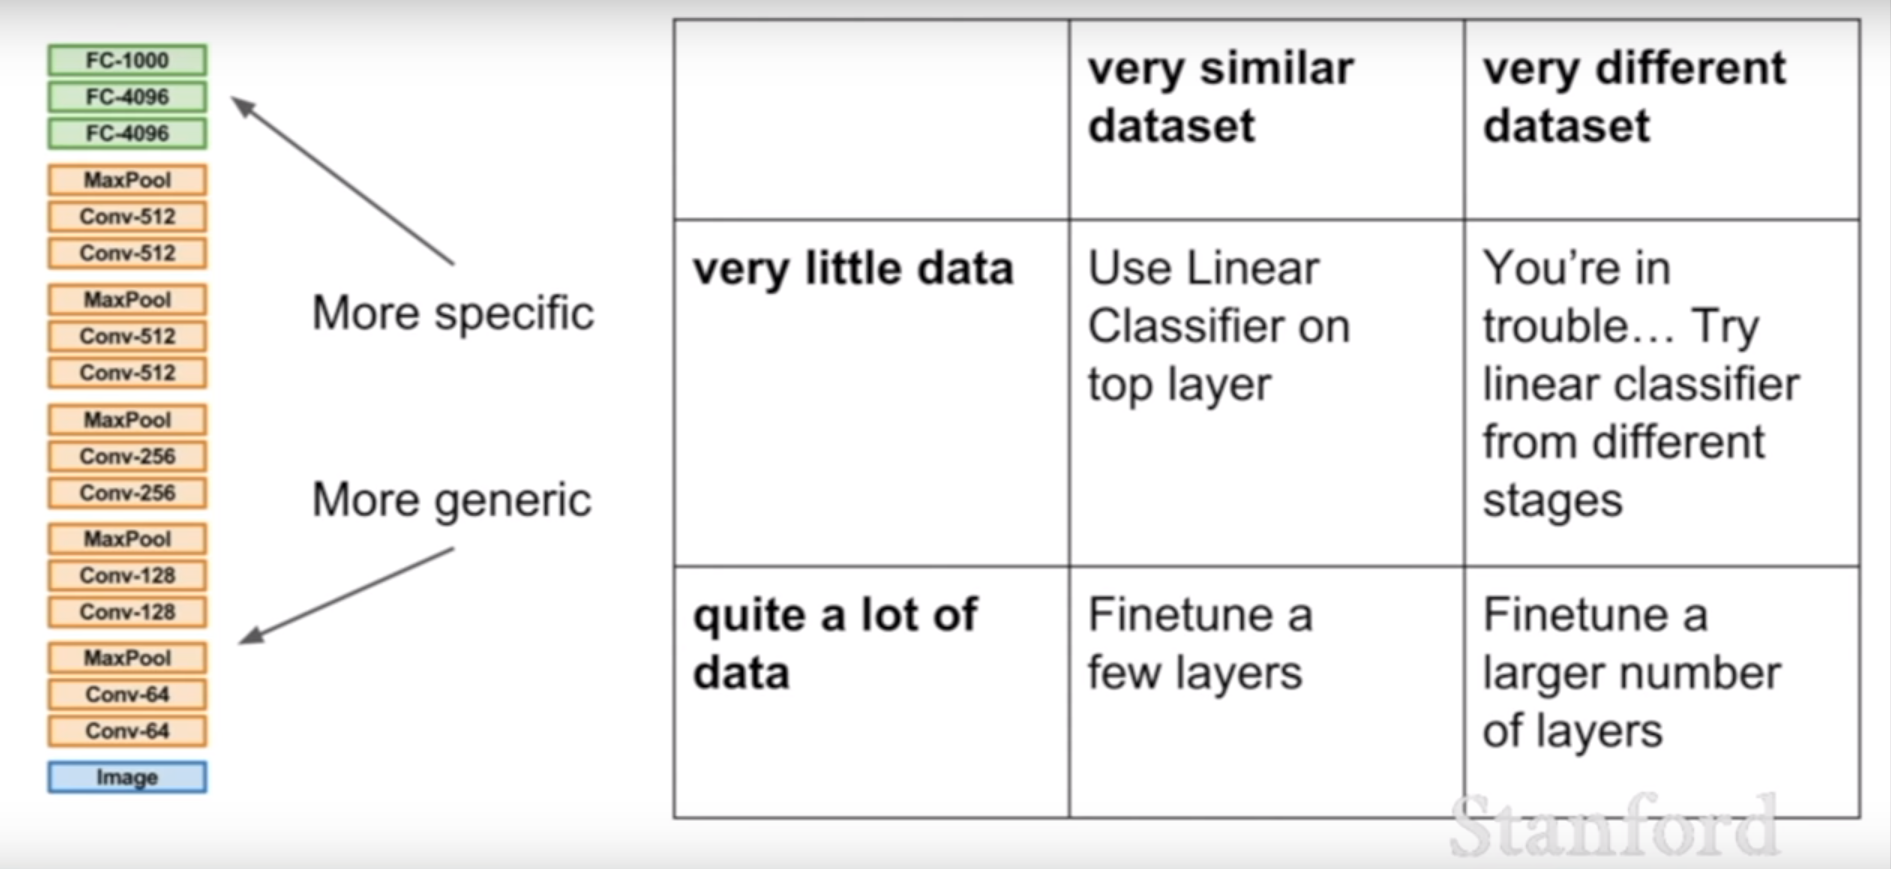 FC-1000
FC-4096
FC-4096
MaxPool
Conv-512
Conv-512
MaxPool
Conv-512
Conv-512
MaxPool
Conv-256
Conv-256
MaxPool
Conv-128
Conv-128
MaxPool
Conv-64
Conv-64
Image
More specific
More generic
very similar
dataset
very different
dataset
very little data
Use Linear
Classifier on
top layer
You’re in
trouble… Try
linear classifier
from different
stages
quite a lot of
data
Finetune a
few layers
Finetune a
larger number
of layers
Stanford